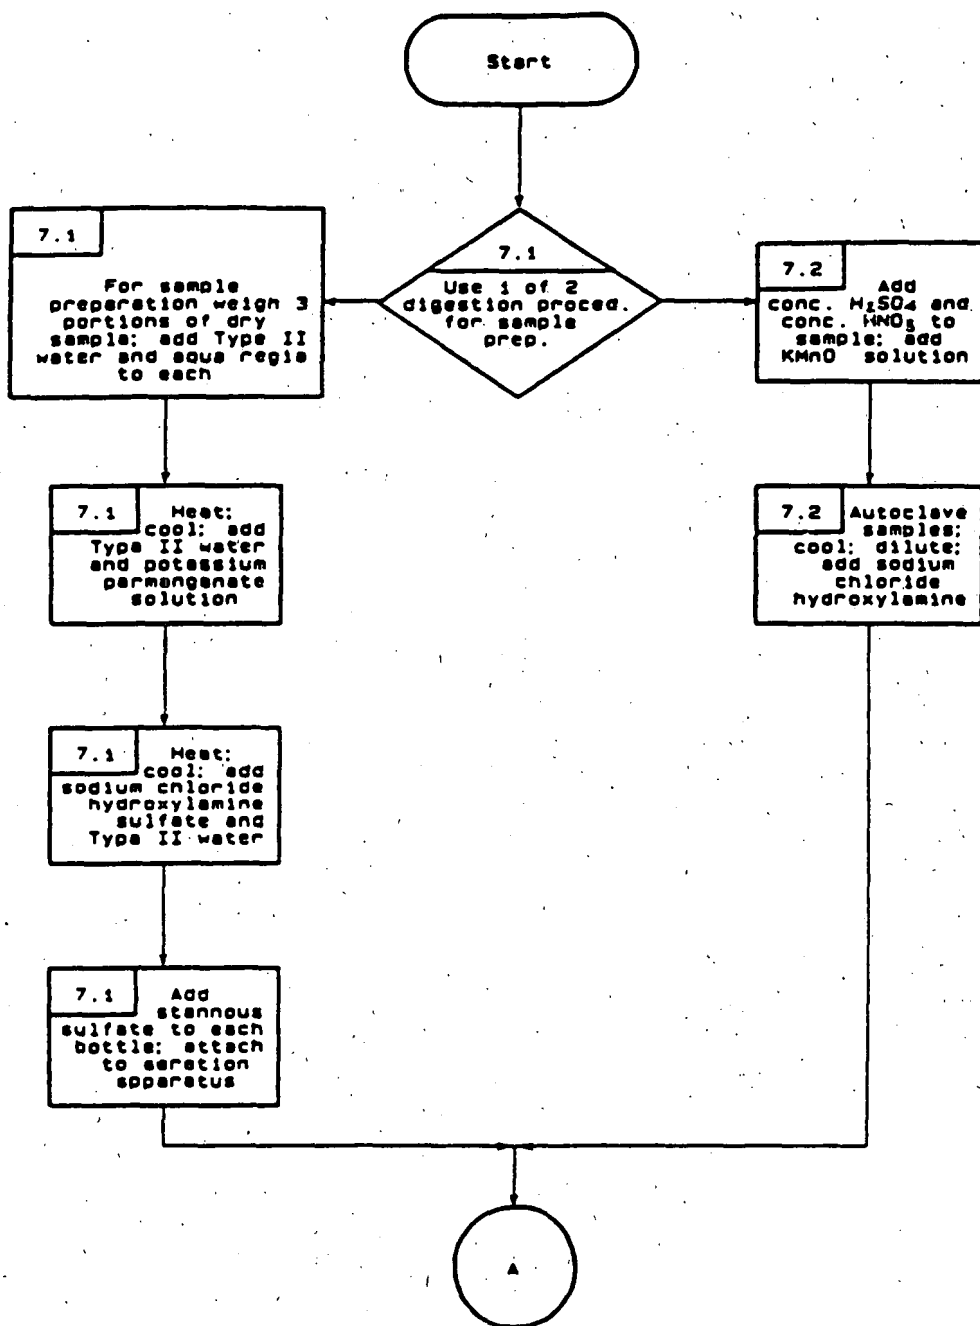 Start
7.1
Use 1 of 2
digestion proced.
for sample
prep.
7.1
For sample
preparation weigh 3
portions of dry
sample; add Type II
water and aqua regia
to each
7.1 Heat;
cool; add
Type II water
and potassium
parmanganate
solution
7.1 Heat;
cool; add
sodium chloride
hydroxylamine
sulfate and
Type II water
7.1 Add
stannous
sulfate to each
bottle; attach
to aeration
apparatus
7.2 Add
conc. H₂SO₄ and
conc. HNO₃ to
sample; add
KMnO solution
7.2 Autoclave
samples;
cool; dilute;
add sodium
chloride
hydroxylamine
A